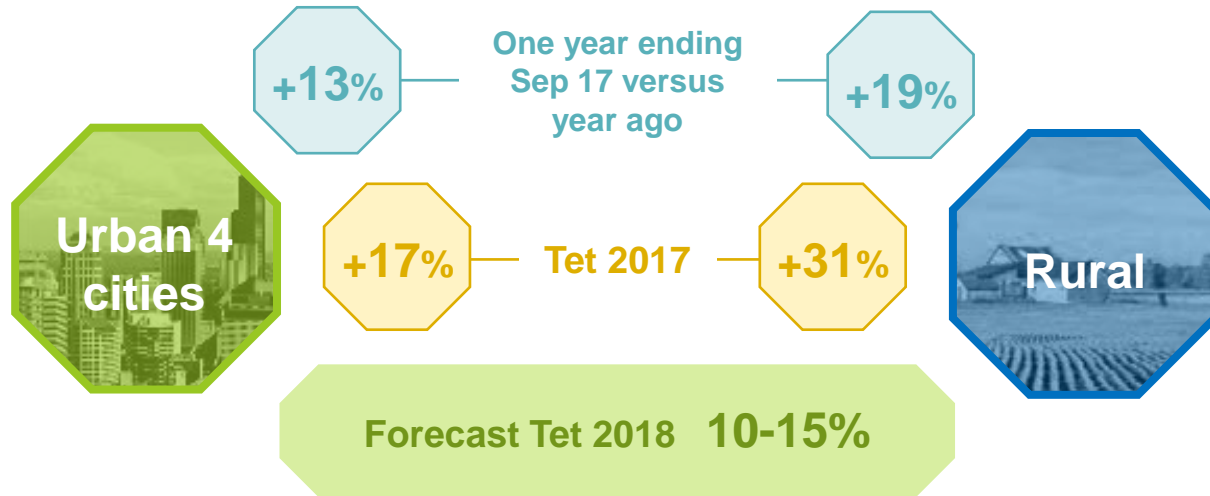 One year ending
Sep 17 versus
year ago
+13%
+19%
Urban 4
cities
+17%
Tet 2017
+31%
Rural
Forecast Tet 2018 10-15%